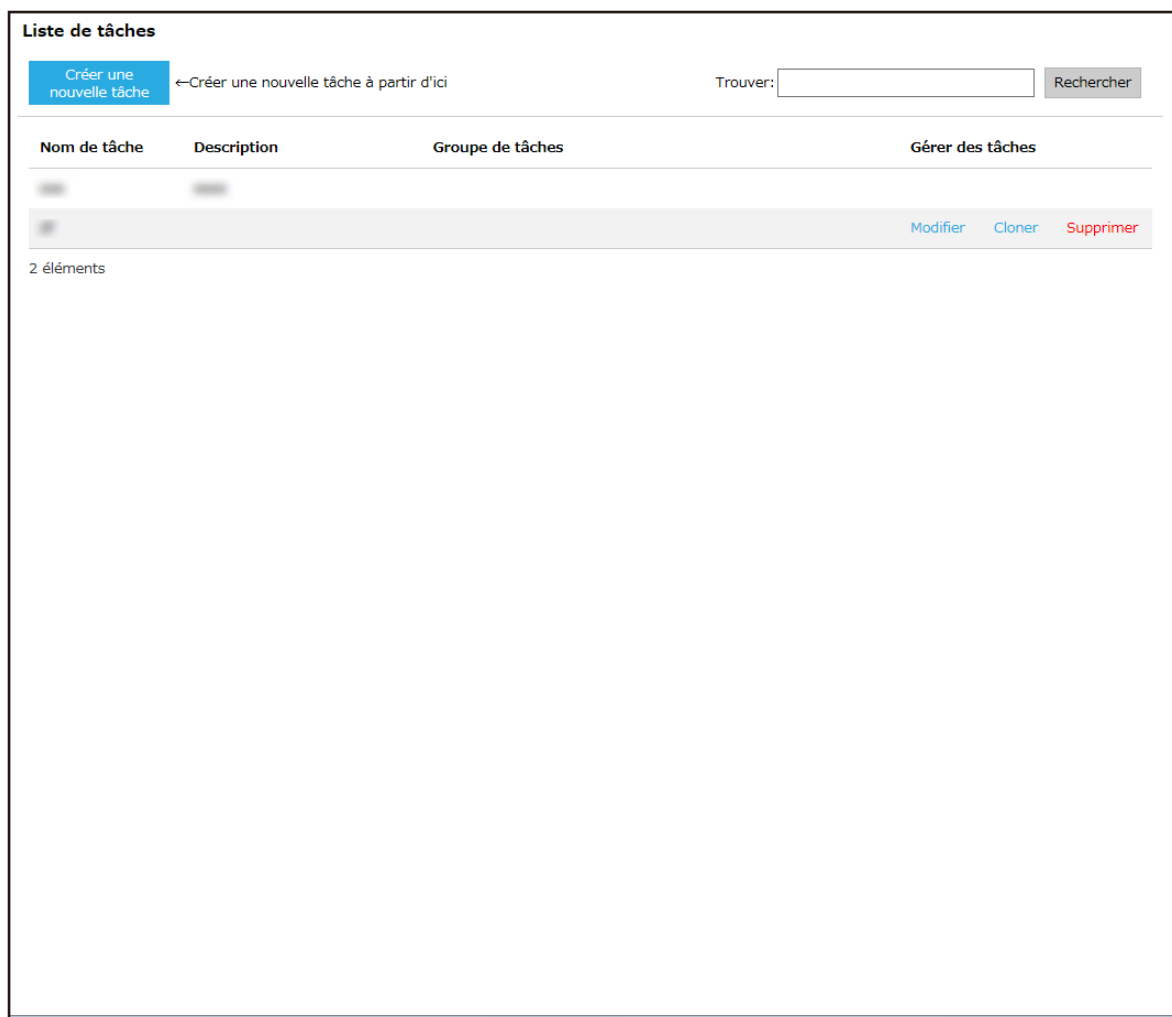 Liste de tâches
Créer une
nouvelle tâche
←Créer une nouvelle tâche à partir d'ici
Trouver:
Rechercher
Nom de tâche Description Groupe de tâches Gérer des tâches
Modifier Cloner Supprimer
2 éléments